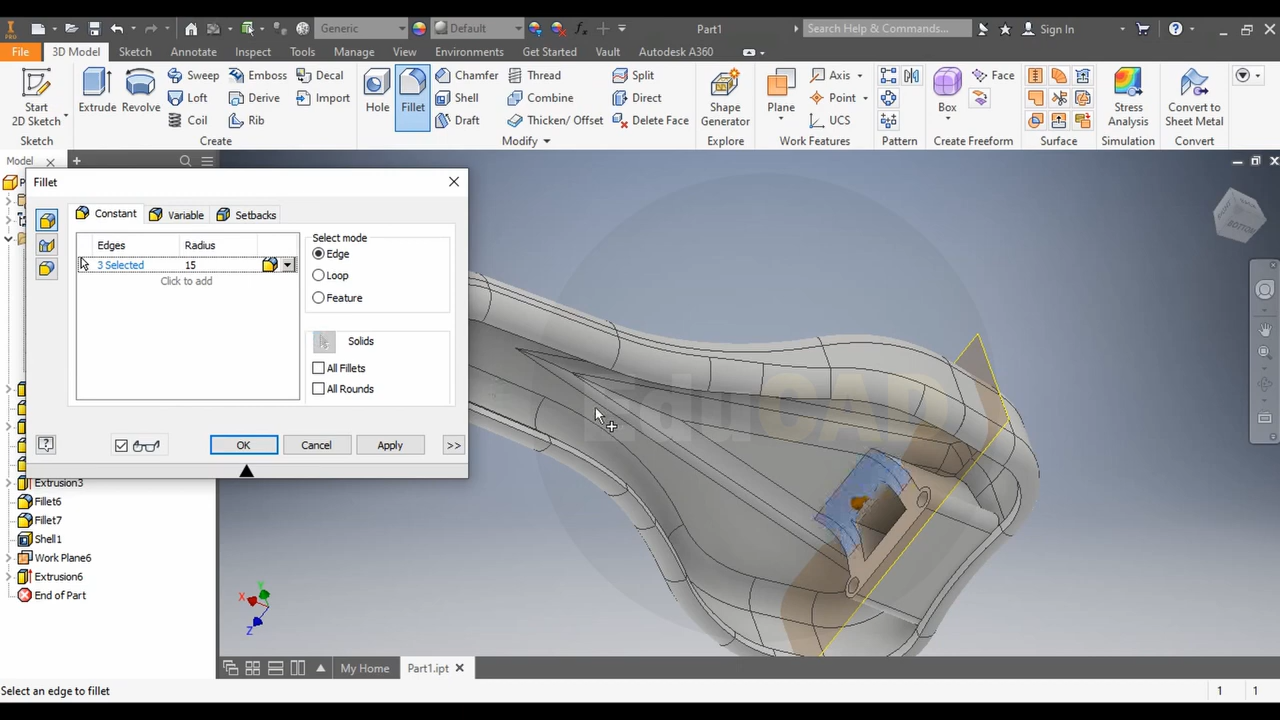 PRO
Generic
Default
Part1
Search Help & Commands...
Sign In
File
3D Model
Sketch
Annotate
Inspect
Tools
Manage
View
Environments
Get Started
Vault
Autodesk A360
Start
2D Sketch
Extrude
Revolve
Sweep
Emboss
Decal
Loft
Derive
Import
Coil
Rib
Hole
Fillet
Chamfer
Thread
Split
Shell
Combine
Direct
Draft
Thicken/ Offset
Delete Face
Shape
Generator
Plane
Axis
Point
UCS
Box
Face
Stress
Analysis
Convert to
Sheet Metal
Sketch
Create
Modify
Explore
Work Features
Pattern
Create Freeform
Surface
Simulation
Convert
Model
Fillet
Constant
Variable
Setbacks
Edges
Radius
3 Selected
15
Click to add
Select mode
Edge
Loop
Feature
Solids
All Fillets
All Rounds
OK
Cancel
Apply
>>
Extrusion3
Fillet6
Fillet7
Shell1
Work Plane6
Extrusion6
End of Part
EduCAD
BOTTOM
X
Y
Z
My Home
Part1.ipt
Select an edge to fillet
1
1